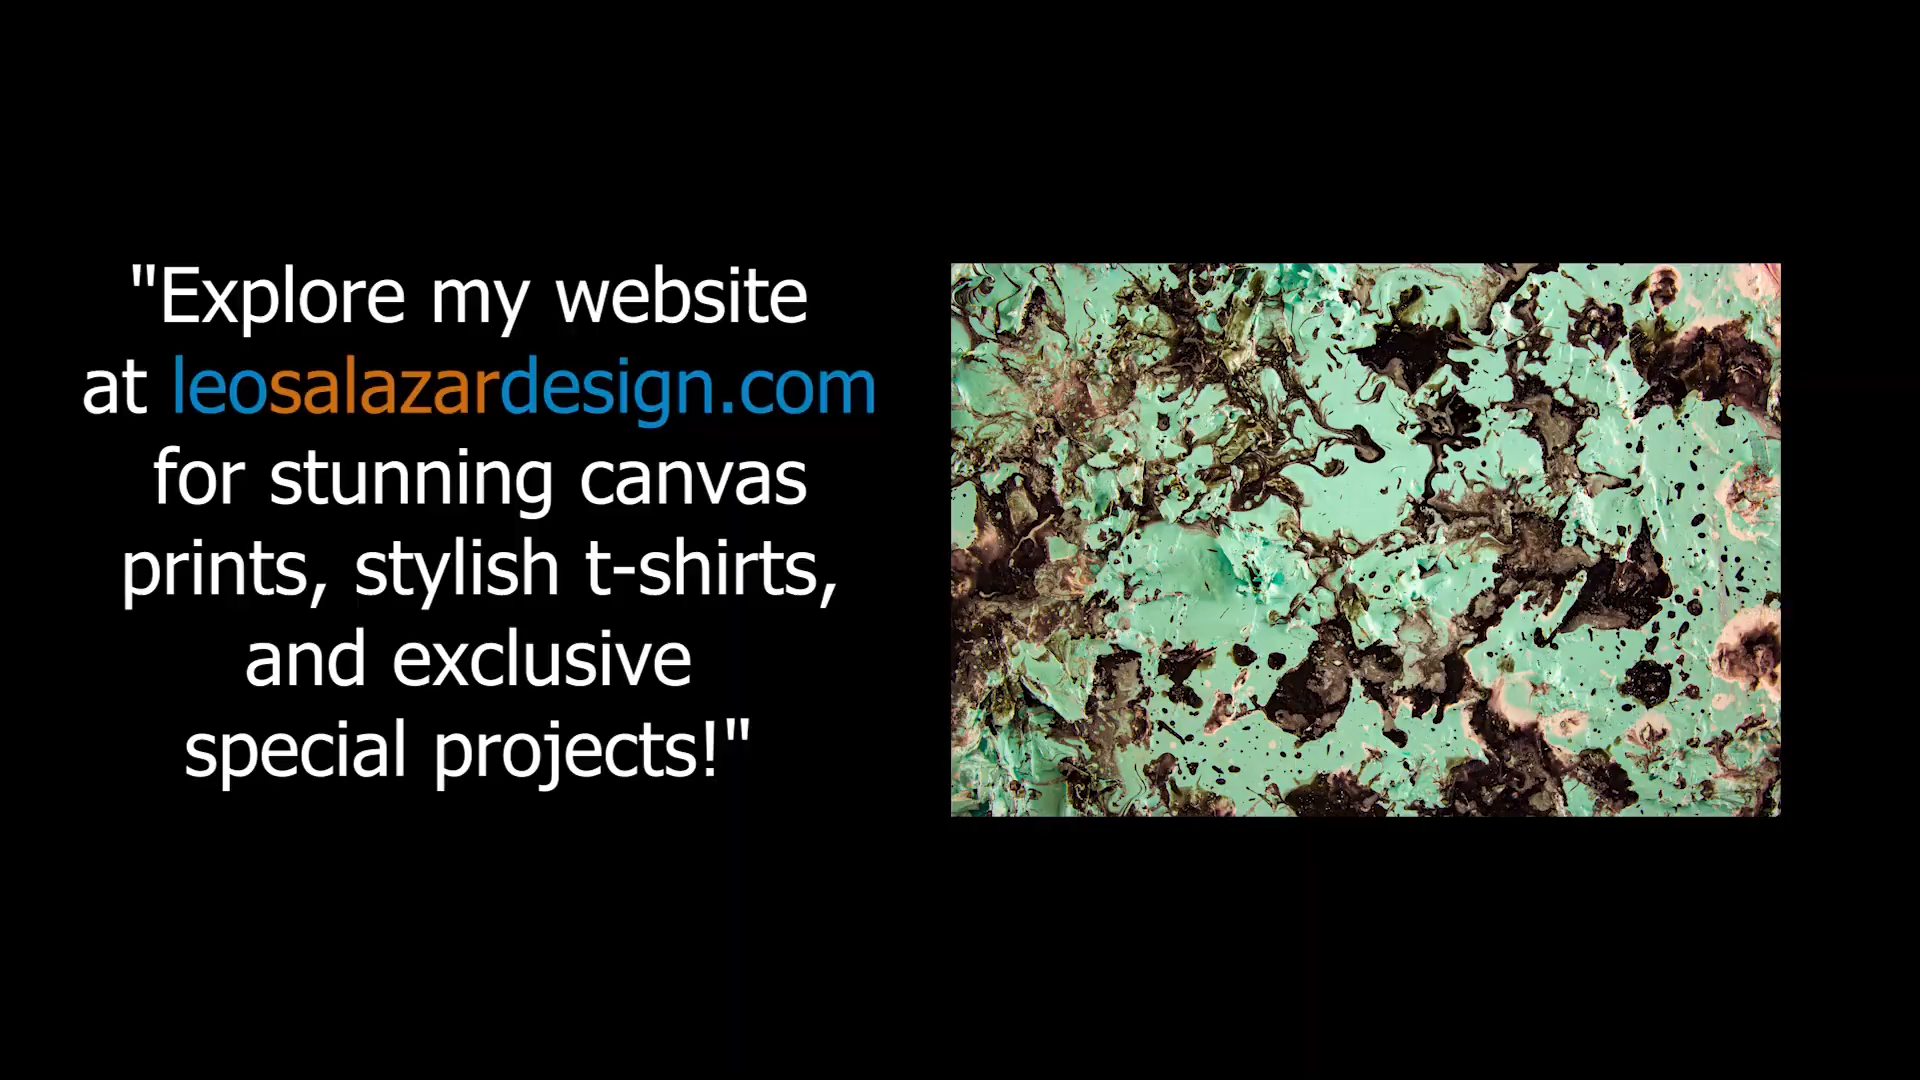 "Explore my website
at leosalazardesign.com
for stunning canvas
prints, stylish t-shirts,
and exclusive
special projects!"